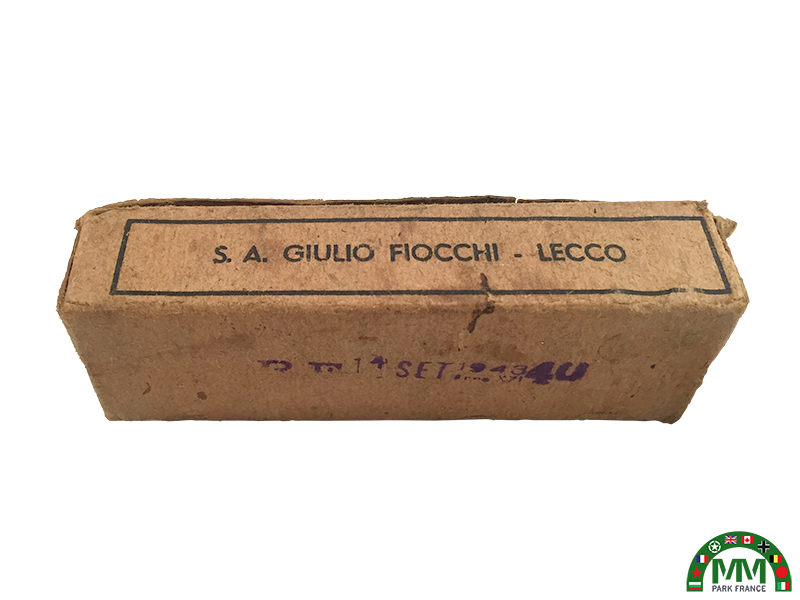 S. A. GIULIO FIOCCHI - LECCO
SET
MM
PARK FRANCE